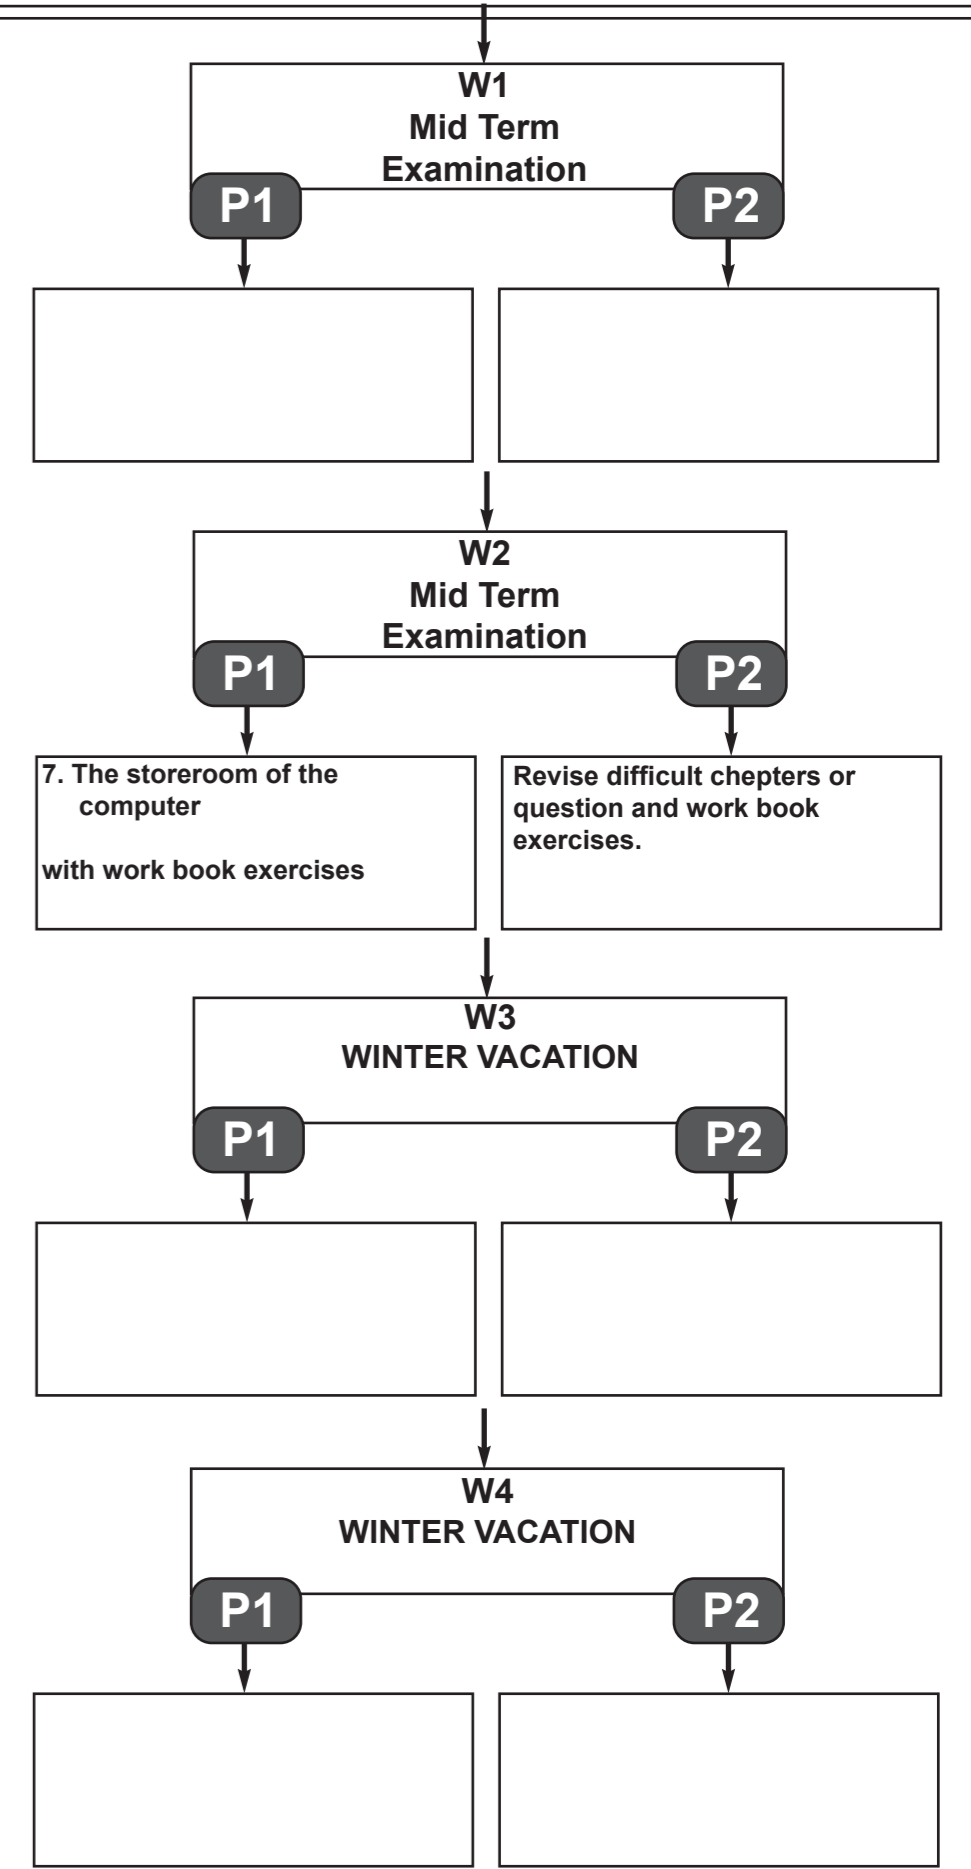 W1
Mid Term
Examination
P1
P2
W2
Mid Term
Examination
P1
P2
7. The storeroom of the
computer
with work book exercises
Revise difficult chepters or
question and work book
exercises.
W3
WINTER VACATION
P1
P2
W4
WINTER VACATION
P1
P2